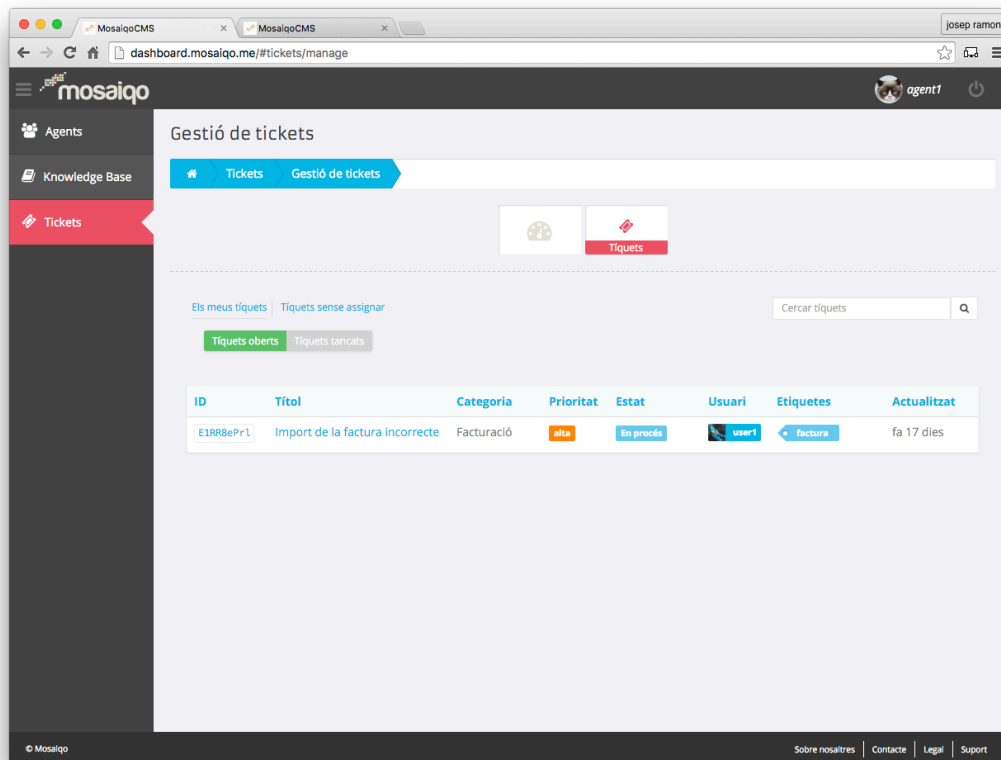 MosaiqoCMS
MosaiqoCMS
josep ramon
dashboard.mosaiqo.me/#tickets/manage
mosaiqo
agent1
Agents
Knowledge Base
Tickets
Gestió de tickets
Tickets
Gestió de tickets
Tíquets
Els meus tíquets
Tíquets sense assignar
Cercar tíquets
Tíquets oberts
Tíquets tancats
ID Títol Categoria Prioritat Estat Usuari Etiquetes Actualitzat
E1RR8ePrl Import de la factura incorrecte Facturació alta En procés user1 factura fa 17 dies
© Mosaiqo
Sobre nosaltres Contacte Legal Suport